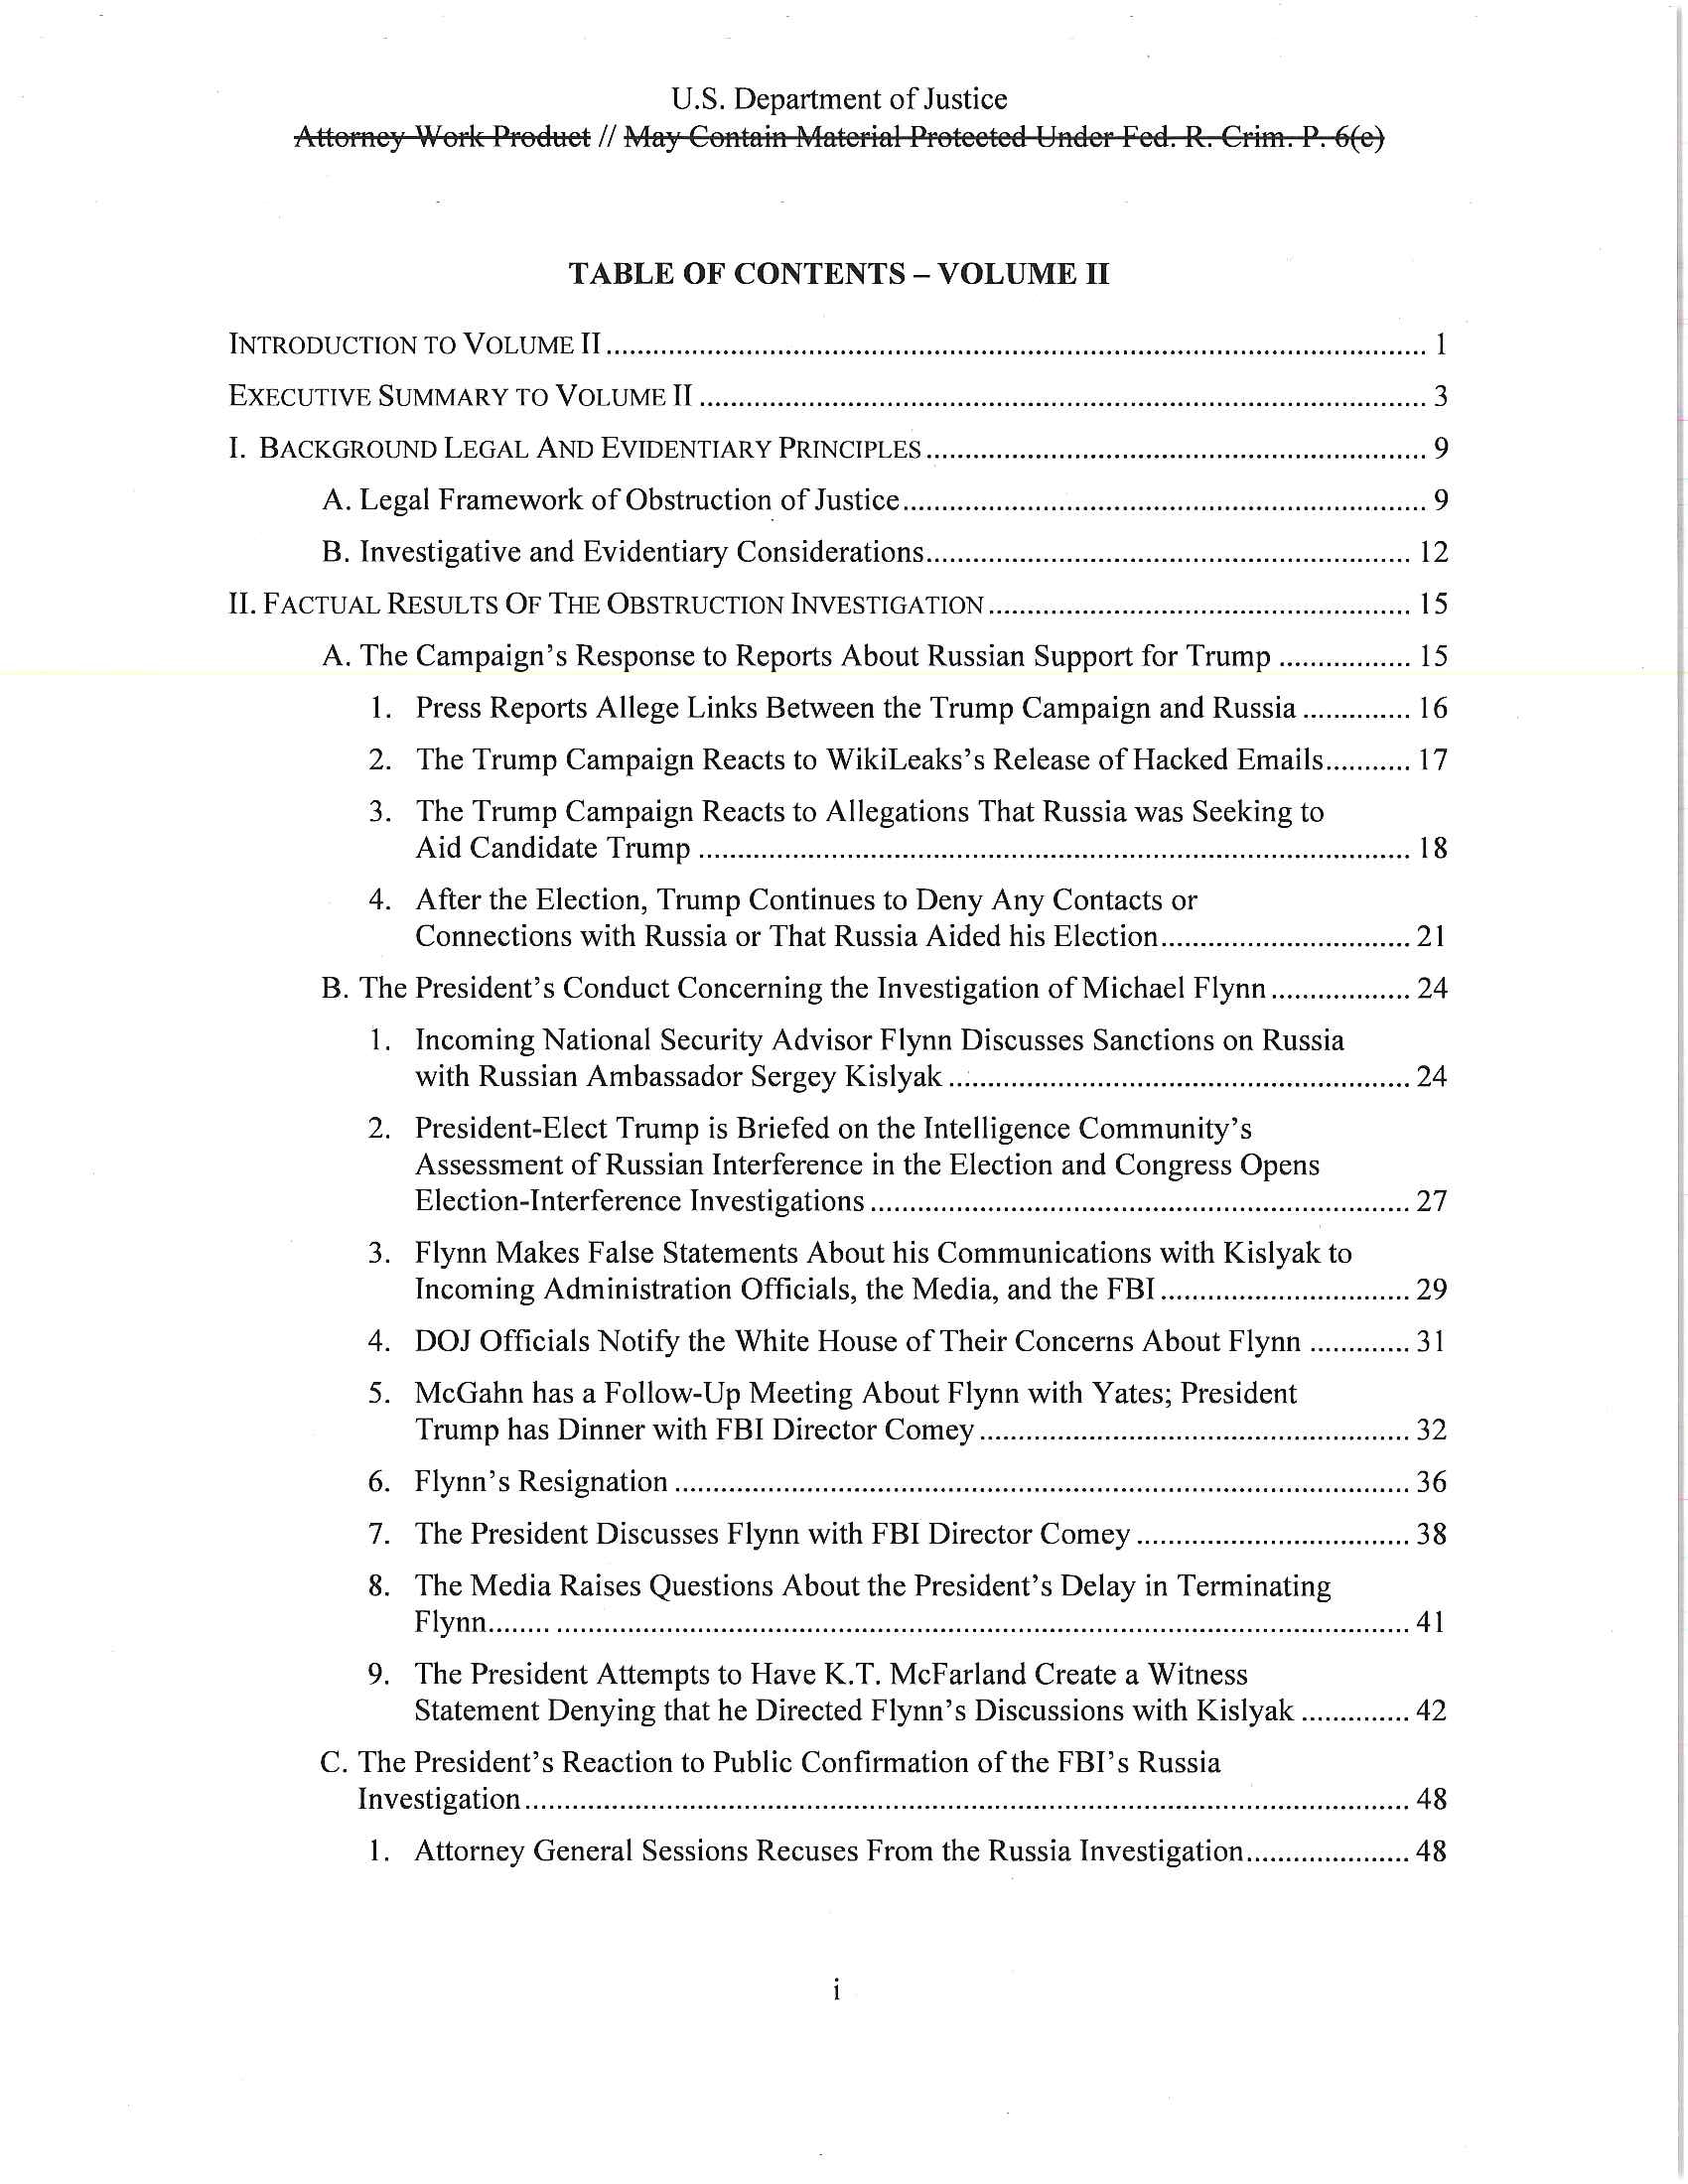 U.S. Department of Justice
Attorney Work Product // May Contain Material Protected Under Fed. R. Crim. P. 6(e)
TABLE OF CONTENTS – VOLUME II
INTRODUCTION TO VOLUME II ........ 1
EXECUTIVE SUMMARY TO VOLUME II ........ 3
I. BACKGROUND LEGAL AND EVIDENTIARY PRINCIPLES ........ 9
A. Legal Framework of Obstruction of Justice ........ 9
B. Investigative and Evidentiary Considerations ........ 12
II. FACTUAL RESULTS OF THE OBSTRUCTION INVESTIGATION ........ 15
A. The Campaign's Response to Reports About Russian Support for Trump ........ 15
1. Press Reports Allege Links Between the Trump Campaign and Russia ........ 16
2. The Trump Campaign Reacts to WikiLeaks's Release of Hacked Emails ........ 17
3. The Trump Campaign Reacts to Allegations That Russia was Seeking to
Aid Candidate Trump ........ 18
4. After the Election, Trump Continues to Deny Any Contacts or
Connections with Russia or That Russia Aided his Election ........ 21
B. The President's Conduct Concerning the Investigation of Michael Flynn ........ 24
1. Incoming National Security Advisor Flynn Discusses Sanctions on Russia
with Russian Ambassador Sergey Kislyak ........ 24
2. President-Elect Trump is Briefed on the Intelligence Community's
Assessment of Russian Interference in the Election and Congress Opens
Election-Interference Investigations ........ 27
3. Flynn Makes False Statements About his Communications with Kislyak to
Incoming Administration Officials, the Media, and the FBI ........ 29
4. DOJ Officials Notify the White House of Their Concerns About Flynn ........ 31
5. McGahn has a Follow-Up Meeting About Flynn with Yates; President
Trump has Dinner with FBI Director Comey ........ 32
6. Flynn's Resignation ........ 36
7. The President Discusses Flynn with FBI Director Comey ........ 38
8. The Media Raises Questions About the President's Delay in Terminating
Flynn ........ 41
9. The President Attempts to Have K.T. McFarland Create a Witness
Statement Denying that he Directed Flynn's Discussions with Kislyak ........ 42
C. The President's Reaction to Public Confirmation of the FBI's Russia
Investigation ........ 48
1. Attorney General Sessions Recuses From the Russia Investigation ........ 48
i